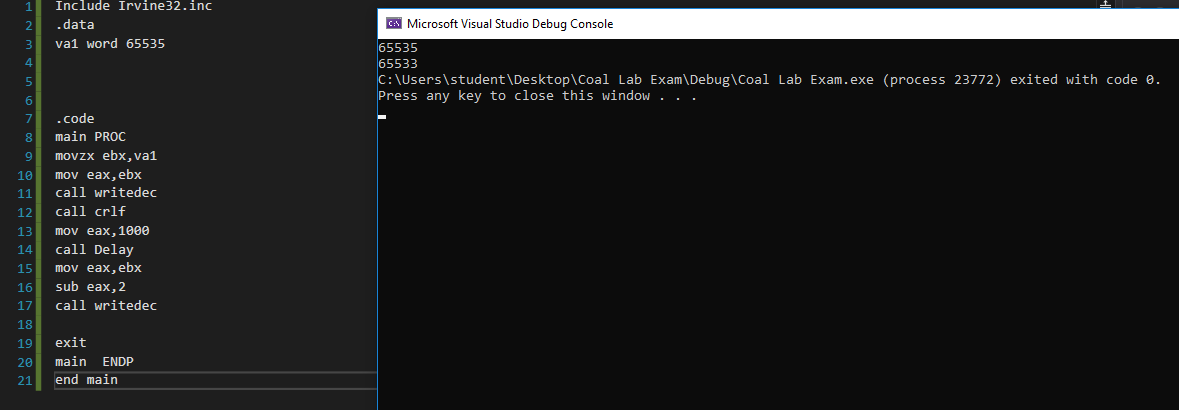 1 Include Irvine32.inc
2 .data
3 va1 word 65535
4
5
6
7 .code
8 main PROC
9 movzx ebx,va1
10 mov eax,ebx
11 call writedec
12 call crlf
13 mov eax,1000
14 call Delay
15 mov eax,ebx
16 sub eax,2
17 call writedec
18
19 exit
20 main  ENDP
21 end main
C:\ Microsoft Visual Studio Debug Console
65535
65533
C:\Users\student\Desktop\Coal Lab Exam\Debug\Coal Lab Exam.exe (process 23772) exited with code 0.
Press any key to close this window . . .